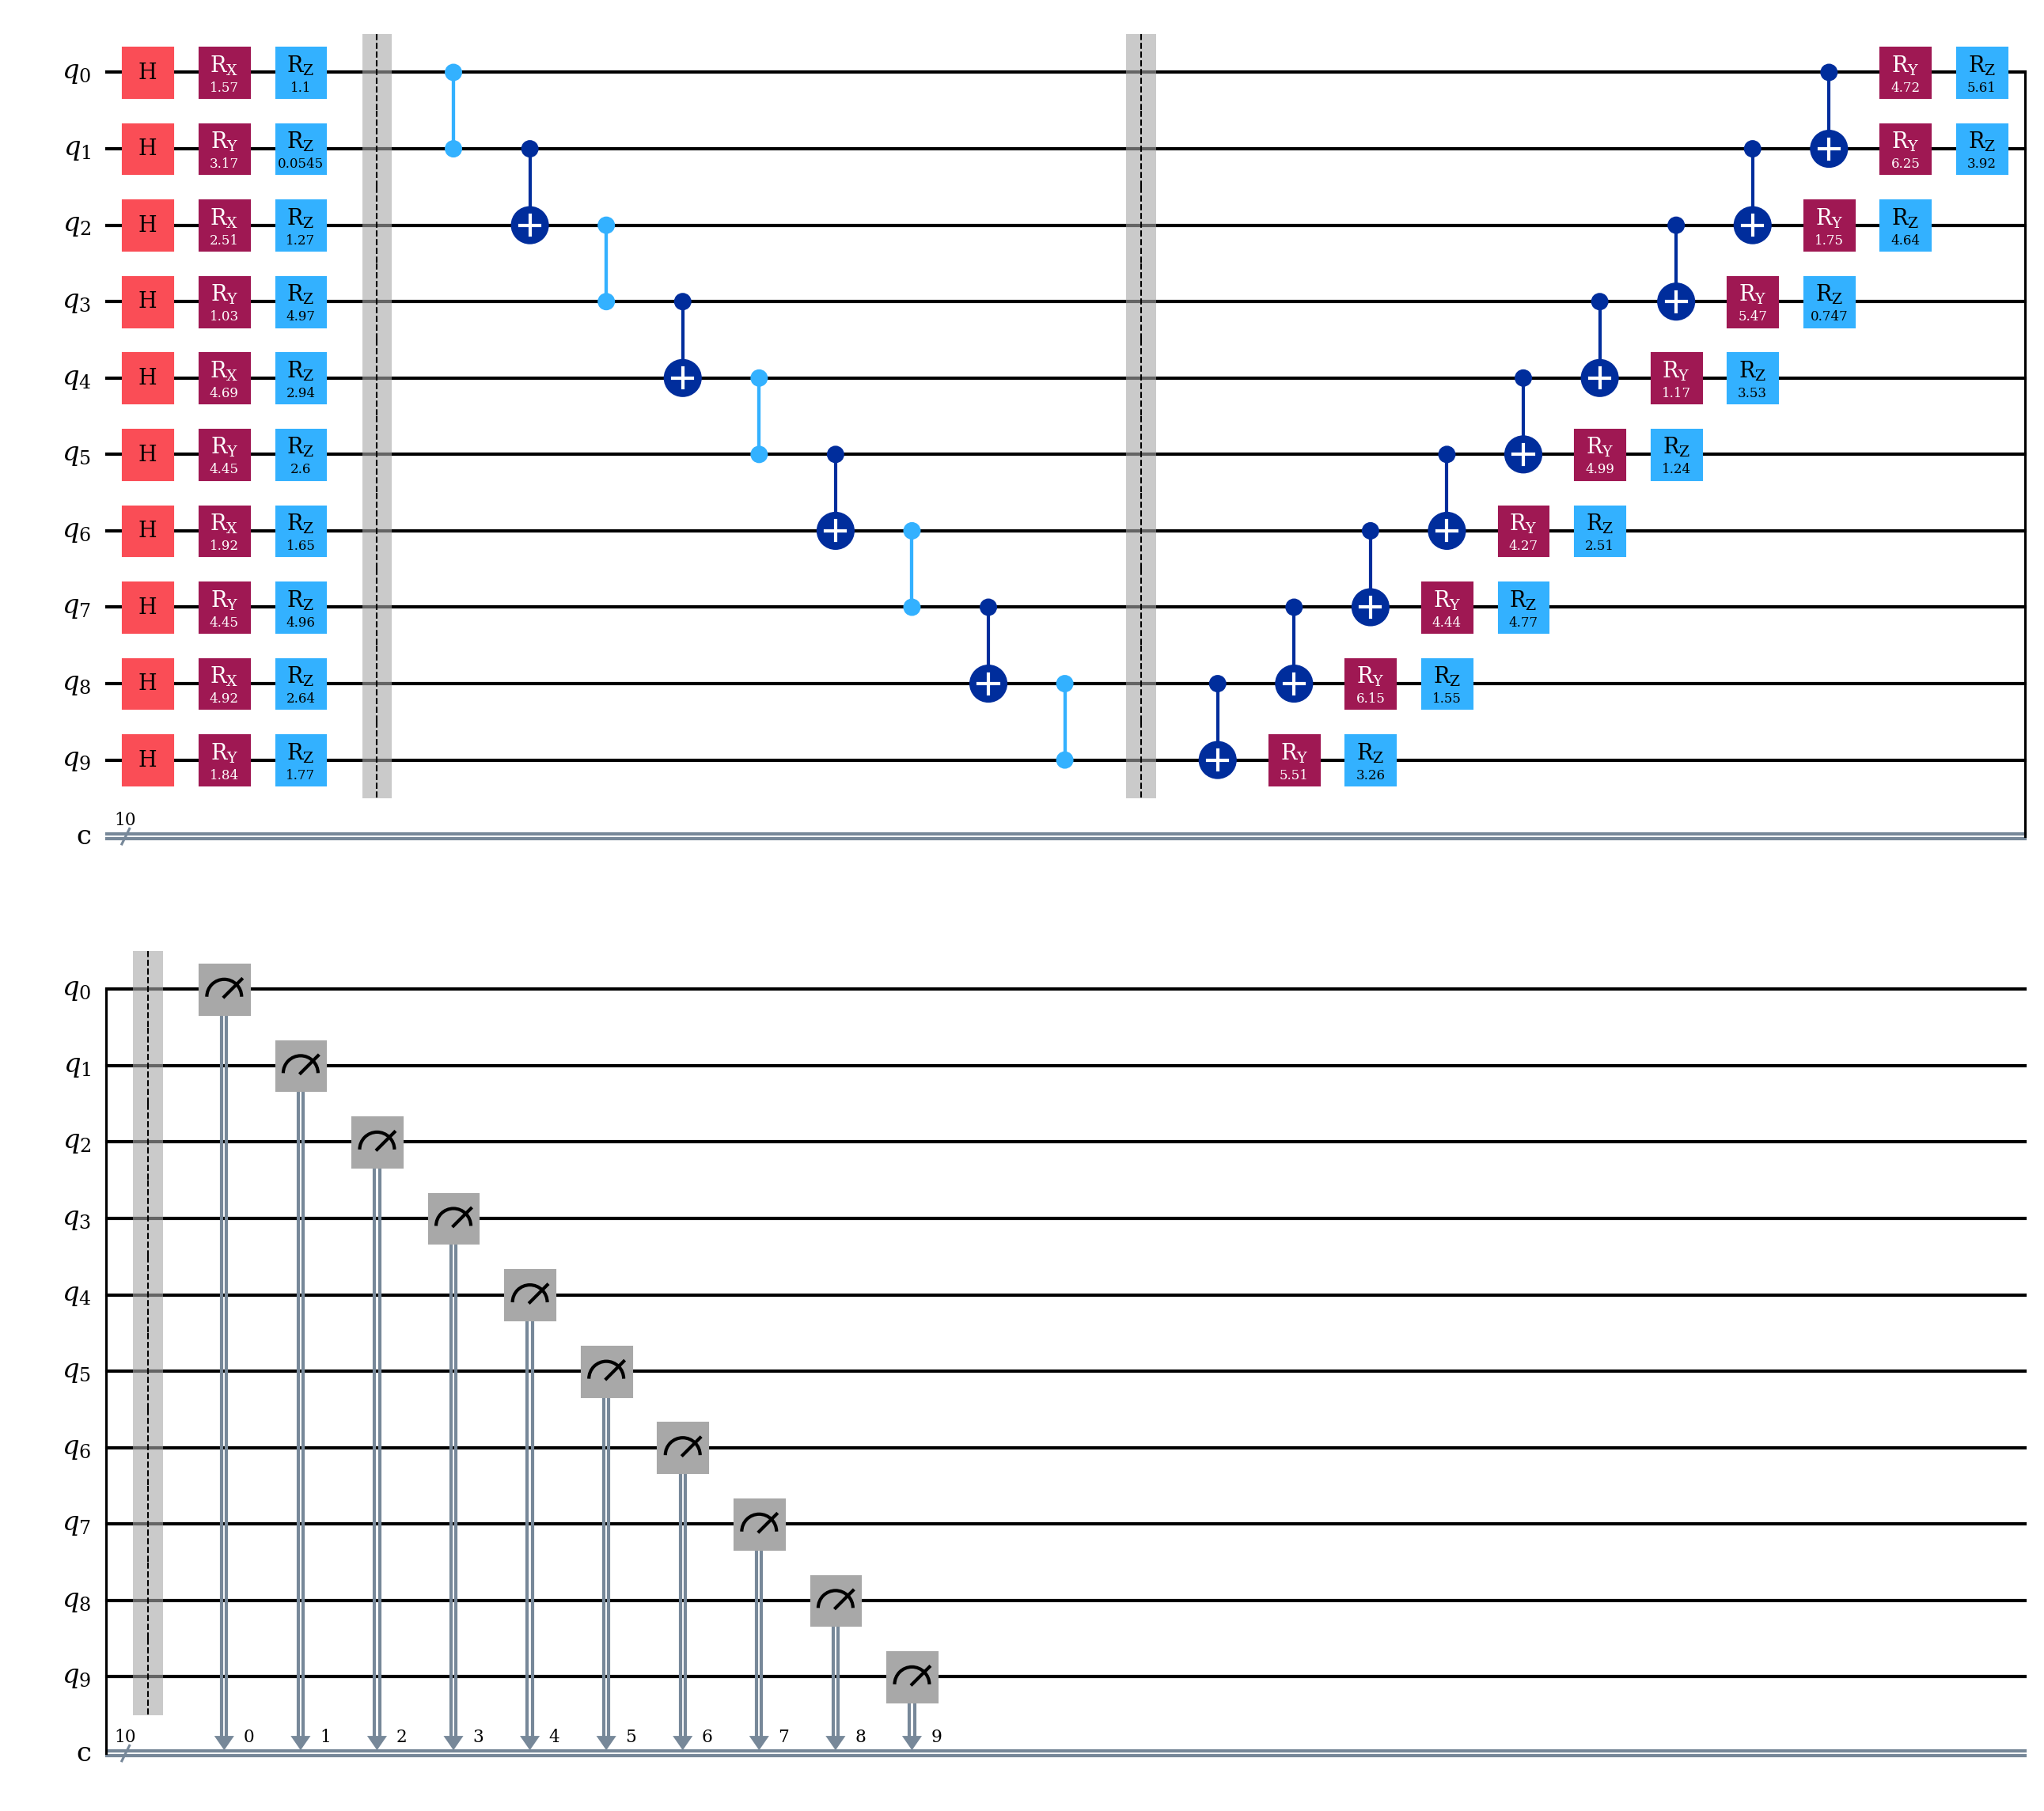 q0 H RX 1.57 RZ 1.1 RY 4.72 RZ 5.61
q1 H RY 3.17 RZ 0.0545 RY 6.25 RZ 3.92
q2 H RX 2.51 RZ 1.27 RY 1.75 RZ 4.64
q3 H RY 1.03 RZ 4.97 RY 5.47 RZ 0.747
q4 H RX 4.69 RZ 2.94 RY 1.17 RZ 3.53
q5 H RY 4.45 RZ 2.6 RY 4.99 RZ 1.24
q6 H RX 1.92 RZ 1.65 RY 4.27 RZ 2.51
q7 H RY 4.45 RZ 4.96 RY 4.44 RZ 4.77
q8 H RX 4.92 RZ 2.64 RY 6.15 RZ 1.55
q9 H RY 1.84 RZ 1.77 RY 5.51 RZ 3.26
c 10
q0
q1
q2
q3
q4
q5
q6
q7
q8
q9
c 10 0 1 2 3 4 5 6 7 8 9